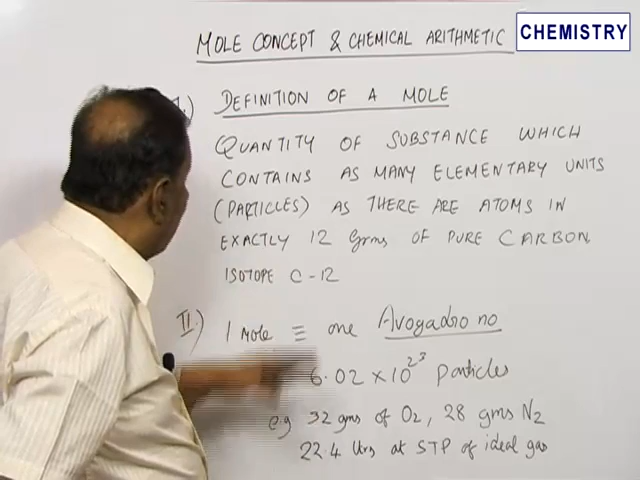 MOLE CONCEPT & CHEMICAL ARITHMETIC
CHEMISTRY
I.) DEFINITION OF A MOLE
QUANTITY OF SUBSTANCE WHICH
CONTAINS AS MANY ELEMENTARY UNITS
(PARTICLES) AS THERE ARE ATOMS IN
EXACTLY 12 Grms OF PURE CARBON
ISOTOPE C-12
II.) 1 Mole ≡ one Avogadro no
6.02 × 10²³ Particles
e.g 32 gms of O₂, 28 gms N₂
22.4 ltrs at STP of ideal gas